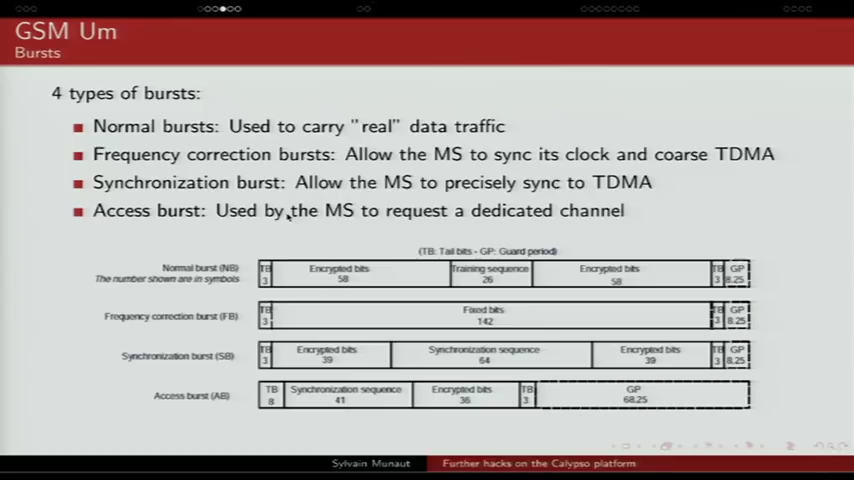 GSM Um
Bursts
4 types of bursts:
Normal bursts: Used to carry "real" data traffic
Frequency correction bursts: Allow the MS to sync its clock and coarse TDMA
Synchronization burst: Allow the MS to precisely sync to TDMA
Access burst: Used by the MS to request a dedicated channel
(TB: Tail bits - GP: Guard period)
Normal burst (NB)
The number shown are in symbols
TB 3
Encrypted bits 58
Training sequence 26
Encrypted bits 58
TB 3
GP 8.25
Frequency correction burst (FB)
TB 3
Fixed bits 142
TB 3
GP 8.25
Synchronization burst (SB)
TB 3
Encrypted bits 39
Synchronization sequence 64
Encrypted bits 39
TB 3
GP 8.25
Access burst (AB)
TB 8
Synchronization sequence 41
Encrypted bits 36
TB 3
GP 68.25
Sylvain Munaut
Further hacks on the Calypso platform